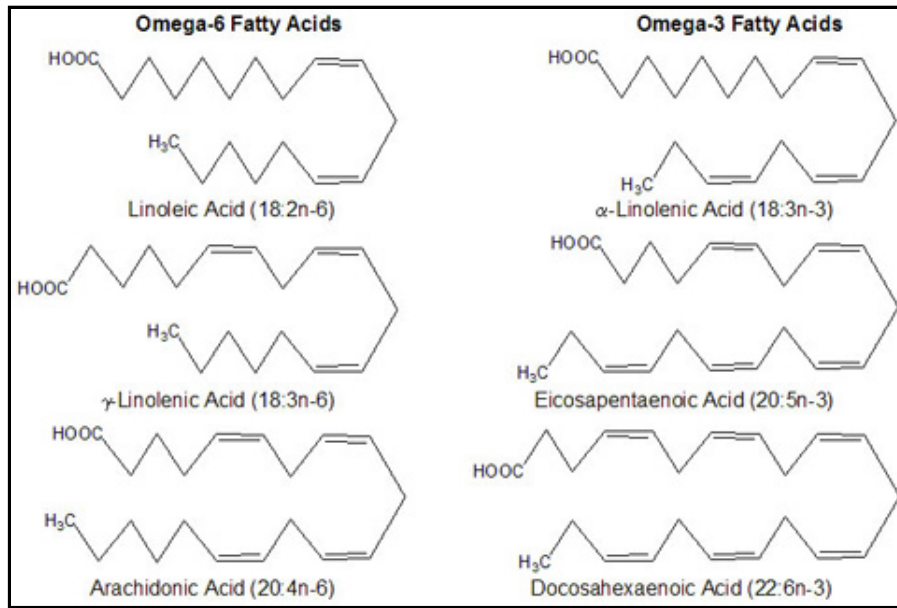 Omega-6 Fatty Acids
HOOC
H₃C
Linoleic Acid (18:2n-6)
HOOC
H₃C
γ-Linolenic Acid (18:3n-6)
HOOC
H₃C
Arachidonic Acid (20:4n-6)
Omega-3 Fatty Acids
HOOC
H₃C
α-Linolenic Acid (18:3n-3)
HOOC
H₃C
Eicosapentaenoic Acid (20:5n-3)
HOOC
H₃C
Docosahexaenoic Acid (22:6n-3)